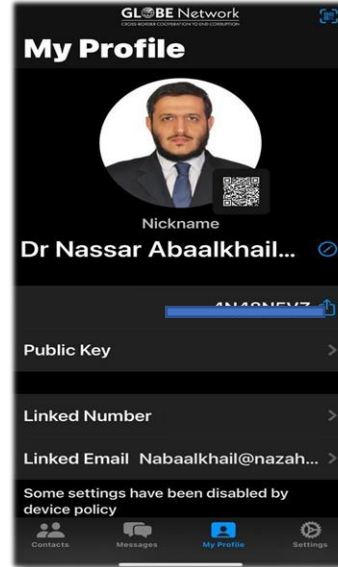 GLOBE Network
CROSS-BORDER COOPERATION TO END CORRUPTION
My Profile
Nickname
Dr Nassar Abaalkhail...
Public Key
Linked Number
Linked Email Nabaalkhail@nazah...
Some settings have been disabled by
device policy
Contacts Messages My Profile Settings